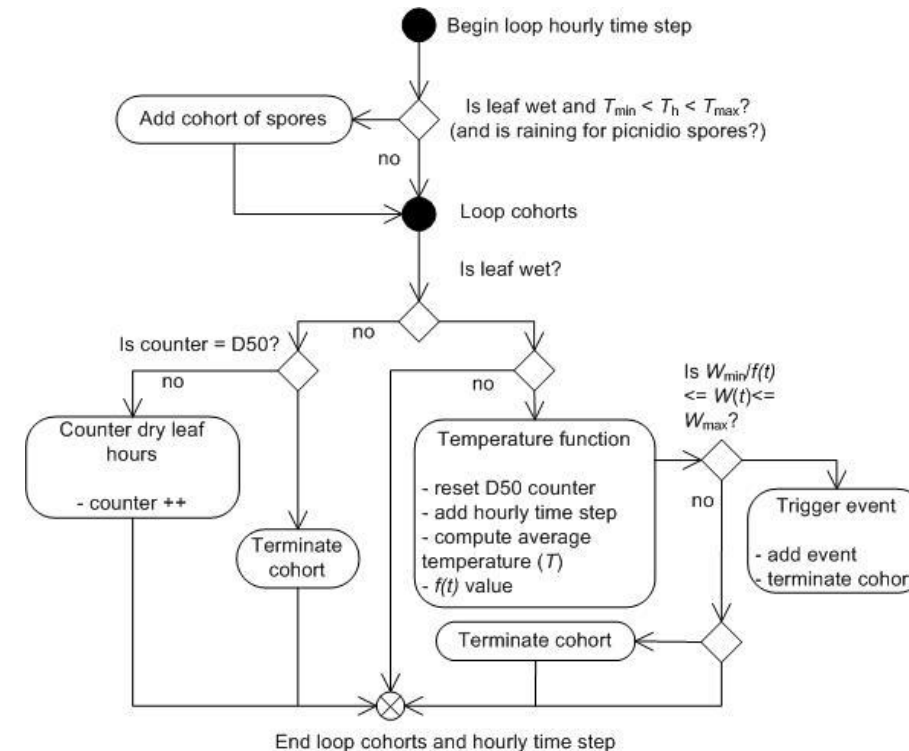 Begin loop hourly time step
Add cohort of spores
Is leaf wet and Tmin < Th < Tmax?
(and is raining for picnidio spores?)
no
Loop cohorts
Is leaf wet?
no
Is counter = D50?
no
no
Is Wmin/f(t)
<= W(t)<=
Wmax?
Counter dry leaf
hours
- counter ++
Temperature function
- reset D50 counter
- add hourly time step
- compute average
temperature (T)
- f(t) value
no
Trigger event
- add event
- terminate cohort
Terminate
cohort
Terminate cohort
End loop cohorts and hourly time step